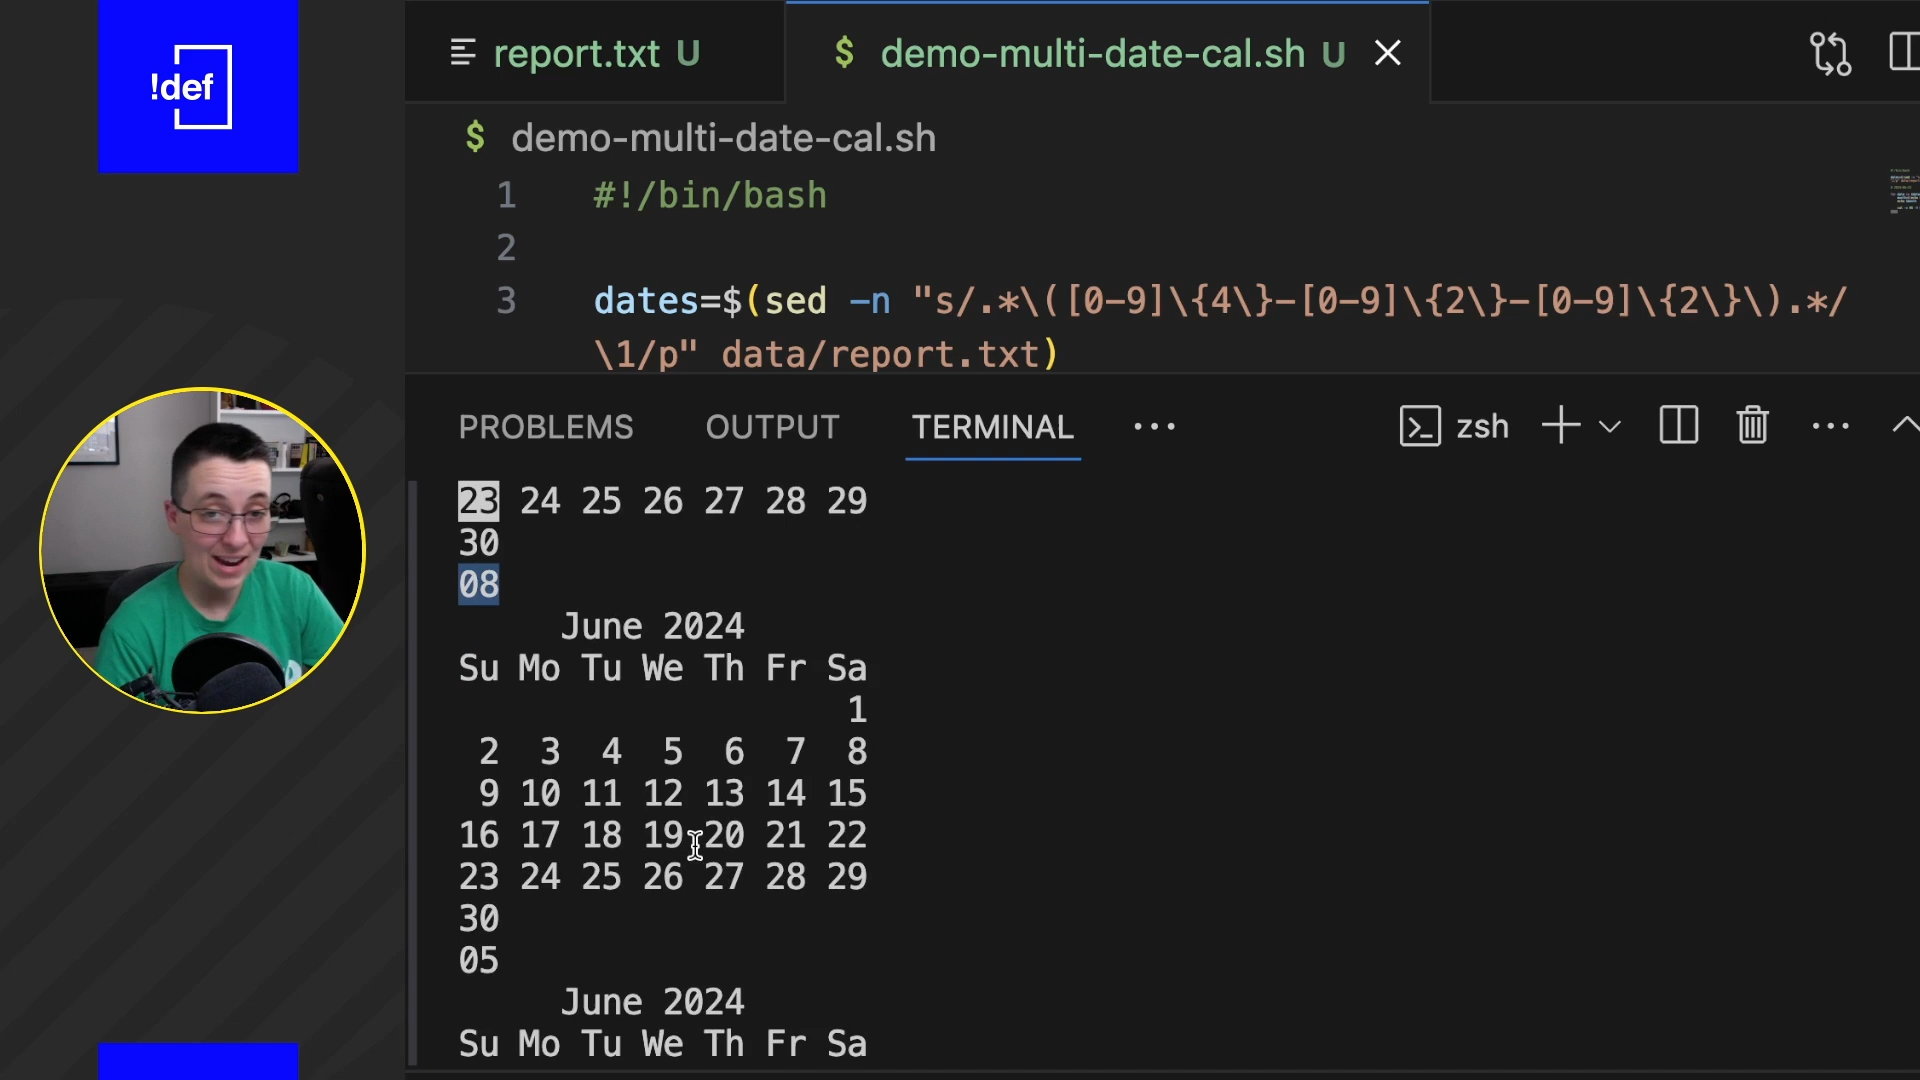 !def
report.txt U
$ demo-multi-date-cal.sh U
$ demo-multi-date-cal.sh
1 #!/bin/bash
2
3 dates=$(sed -n "s/.*\([0-9]\{4\}-[0-9]\{2\}-[0-9]\{2\}\).*/
\1/p" data/report.txt)
PROBLEMS OUTPUT TERMINAL ··· zsh ···
23 24 25 26 27 28 29
30
08
June 2024
Su Mo Tu We Th Fr Sa
1
2 3 4 5 6 7 8
9 10 11 12 13 14 15
16 17 18 19 20 21 22
23 24 25 26 27 28 29
30
05
June 2024
Su Mo Tu We Th Fr Sa